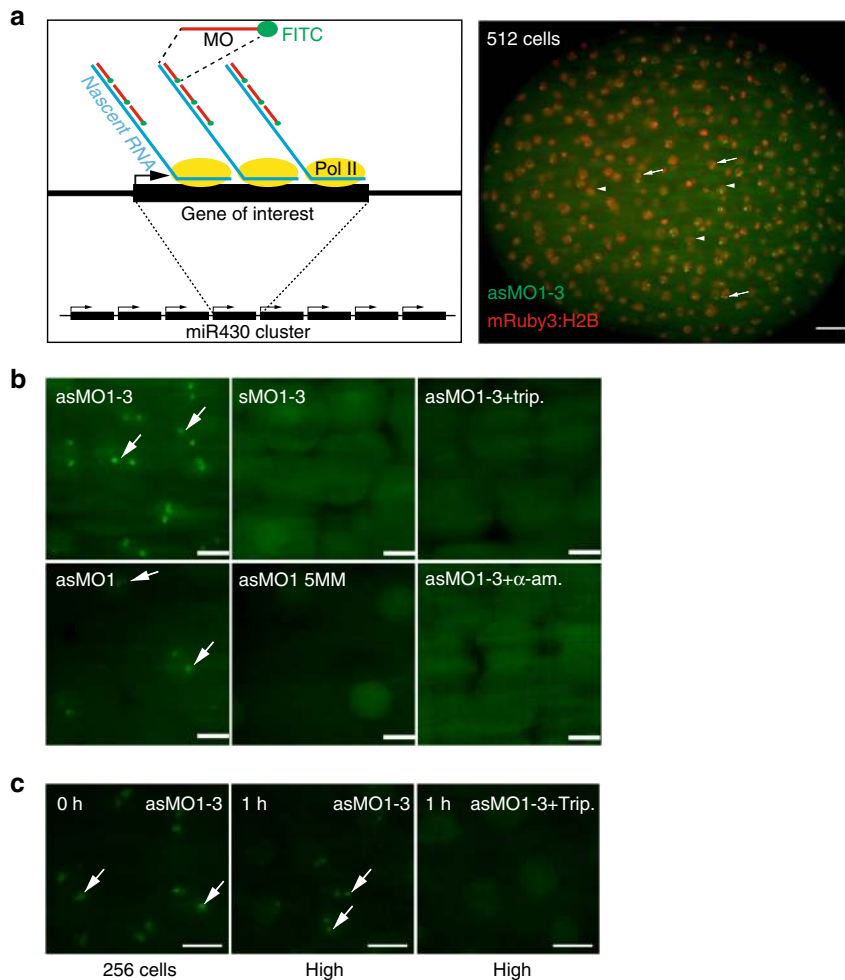 a
MO
FITC
Nascent RNA
Pol II
Gene of interest
miR430 cluster
512 cells
asMO1-3
mRuby3:H2B
b
asMO1-3
sMO1-3
asMO1-3+trip.
asMO1
asMO1 5MM
asMO1-3+α-am.
c
0 h asMO1-3
1 h asMO1-3
1 h asMO1-3+Trip.
256 cells
High
High